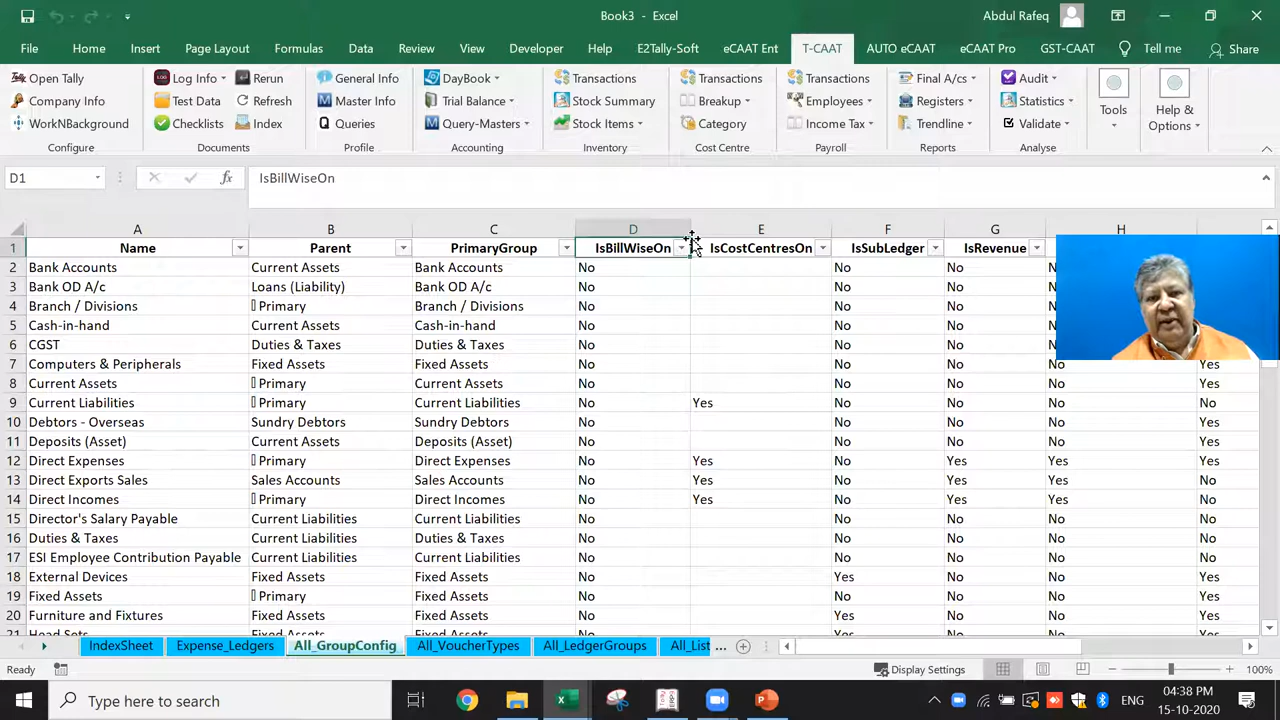 Book3 - Excel
Abdul Rafeq
File Home Insert Page Layout Formulas Data Review View Developer Help E2Tally-Soft eCAAT Ent T-CAAT AUTO eCAAT eCAAT Pro GST-CAAT Tell me Share
Open Tally Log Info Rerun General Info DayBook Transactions Transactions Transactions Final A/cs Audit
Company Info Test Data Refresh Master Info Trial Balance Stock Summary Breakup Employees Registers Statistics Tools Help &
WorkNBackground Checklists Index Queries Query-Masters Stock Items Category Income Tax Trendline Validate Options
Configure Documents Profile Accounting Inventory Cost Centre Payroll Reports Analyse
D1 fx IsBillWiseOn
A B C D E F G H
1 Name Parent PrimaryGroup IsBillWiseOn IsCostCentresOn IsSubLedger IsRevenue
2 Bank Accounts Current Assets Bank Accounts No No No
3 Bank OD A/c Loans (Liability) Bank OD A/c No No No
4 Branch / Divisions Primary Branch / Divisions No No No
5 Cash-in-hand Current Assets Cash-in-hand No No No
6 CGST Duties & Taxes Duties & Taxes No No No
7 Computers & Peripherals Fixed Assets Fixed Assets No No No No Yes
8 Current Assets Primary Current Assets No No No No Yes
9 Current Liabilities Primary Current Liabilities No Yes No No No No
10 Debtors - Overseas Sundry Debtors Sundry Debtors No No No No Yes
11 Deposits (Asset) Current Assets Deposits (Asset) No No No No Yes
12 Direct Expenses Primary Direct Expenses No Yes No Yes Yes Yes
13 Direct Exports Sales Sales Accounts Sales Accounts No Yes No Yes Yes Yes
14 Direct Incomes Primary Direct Incomes No Yes No Yes Yes No
15 Director's Salary Payable Current Liabilities Current Liabilities No No No No No
16 Duties & Taxes Current Liabilities Duties & Taxes No No No No No
17 ESI Employee Contribution Payable Current Liabilities Current Liabilities No No No No No
18 External Devices Fixed Assets Fixed Assets No Yes No No Yes
19 Fixed Assets Primary Fixed Assets No No No No Yes
20 Furniture and Fixtures Fixed Assets Fixed Assets No Yes No No Yes
21 Head Sets Fixed Assets Fixed Assets No Yes No No Yes
IndexSheet Expense_Ledgers All_GroupConfig All_VoucherTypes All_LedgerGroups All_List ...
Ready Display Settings 100%
Type here to search ENG 04:38 PM
15-10-2020